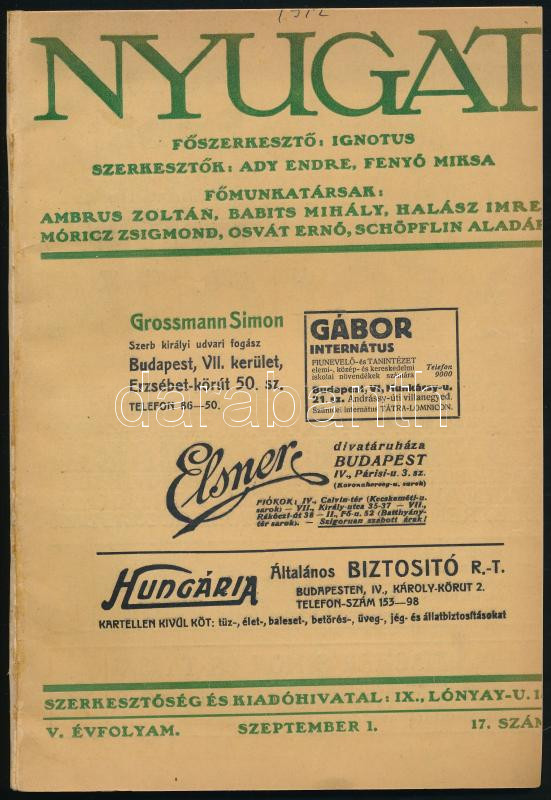 1912
NYUGAT
FŐSZERKESZTŐ: IGNOTUS
SZERKESZTŐK: ADY ENDRE, FENYŐ MIKSA
FŐMUNKATÁRSAK:
AMBRUS ZOLTÁN, BABITS MIHÁLY, HALÁSZ IMRE
MÓRICZ ZSIGMOND, OSVÁT ERNŐ, SCHÖPFLIN ALADÁR
Grossmann Simon
Szerb királyi udvari fogász
Budapest, VII. kerület,
Erzsébet-körút 50. sz.
TELEFON 86—50.
GÁBOR
INTERNÁTUS
FIUNEVELŐ- és TANINTÉZET
elemi-, közép- és kereskedelmi
iskolai növendékek számára
Telefon
9000
Budapest, VI, Munkácsy-u.
21. sz. Andrássy-úti villanegyed.
Szünidei internátus TÁTRA-LOMNICON.
darabanth
Elsner
divatáruháza
BUDAPEST
IV., Párisi-u. 3. sz.
(Koronaherceg-u. sarok)
FIÓKOK: IV., Calvin-tér (Kecskeméti-u.
sarok) — VII., Király-utca 35-37 — VII.,
Rákóczi-út 38 — II., Fő-u. 52 (Batthyány-
tér sarok). — Szigoruan szabott árak!
HUNGÁRIA Általános BIZTOSITÓ R.-T.
BUDAPESTEN, IV., KÁROLY-KÖRUT 2.
TELEFON-SZÁM 153—98
KARTELLEN KIVÜL KÖT: tüz-, élet-, baleset-, betörés-, üveg-, jég- és állatbiztosításokat
SZERKESZTŐSÉG ÉS KIADÓHIVATAL: IX., LÓNYAY-U. 1
V. ÉVFOLYAM. SZEPTEMBER 1. 17. SZÁM